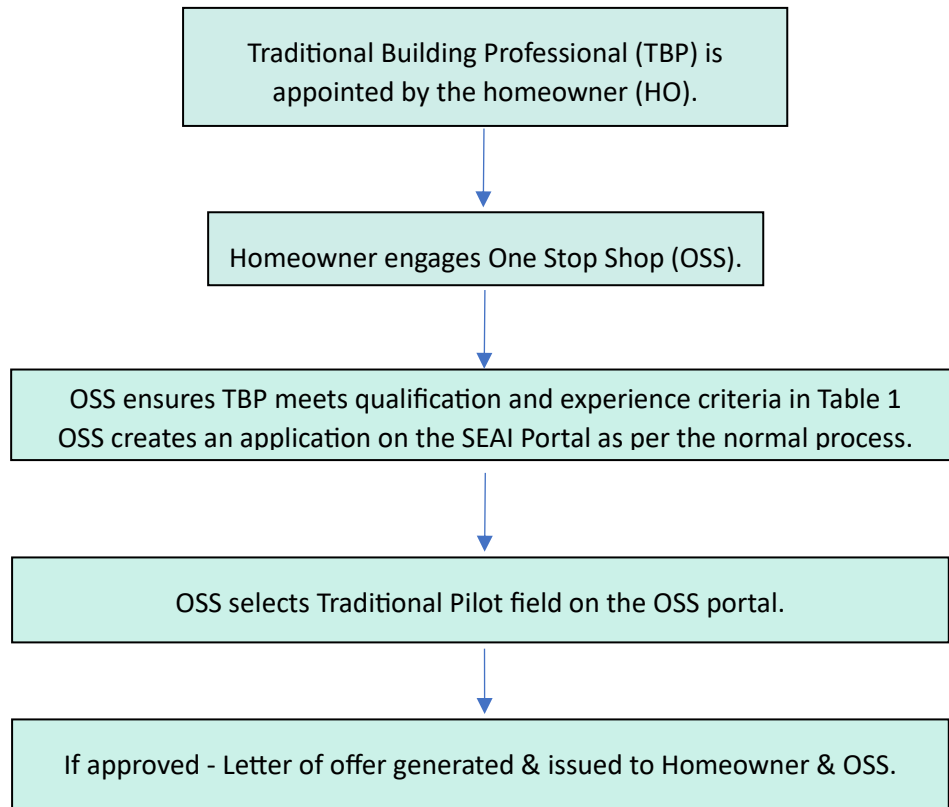 Traditional Building Professional (TBP) is
appointed by the homeowner (HO).
Homeowner engages One Stop Shop (OSS).
OSS ensures TBP meets qualification and experience criteria in Table 1
OSS creates an application on the SEAI Portal as per the normal process.
OSS selects Traditional Pilot field on the OSS portal.
If approved - Letter of offer generated & issued to Homeowner & OSS.